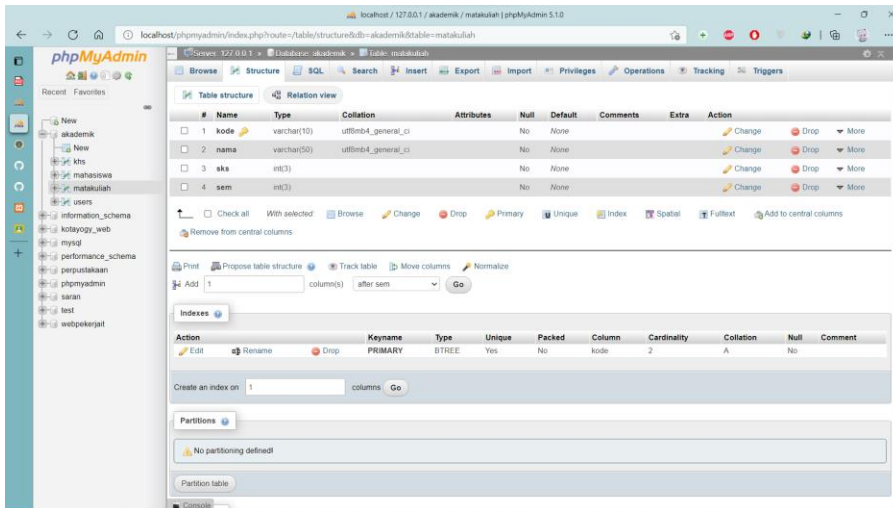 localhost / 127.0.0.1 / akademik / matakuliah | phpMyAdmin 5.1.0
localhost/phpmyadmin/index.php?route=/table/structure&db=akademik&table=matakuliah
phpMyAdmin
Recent Favorites
New
akademik
New
khs
mahasiswa
matakuliah
users
information_schema
kotayogy_web
mysql
performance_schema
perpustakaan
phpmyadmin
saran
test
webpekerjait
Server: 127.0.0.1 » Database: akademik » Table: matakuliah
Browse Structure SQL Search Insert Export Import Privileges Operations Tracking Triggers
Table structure Relation view
# Name Type Collation Attributes Null Default Comments Extra Action
1 kode varchar(10) utf8mb4_general_ci No None Change Drop More
2 nama varchar(50) utf8mb4_general_ci No None Change Drop More
3 sks int(3) No None Change Drop More
4 sem int(3) No None Change Drop More
Check all With selected: Browse Change Drop Primary Unique Index Spatial Fulltext Add to central columns
Remove from central columns
Print Propose table structure Track table Move columns Normalize
Add 1 column(s) after sem Go
Indexes
Action Keyname Type Unique Packed Column Cardinality Collation Null Comment
Edit Rename Drop PRIMARY BTREE Yes No kode 2 A No
Create an index on 1 columns Go
Partitions
No partitioning defined!
Partition table
Console